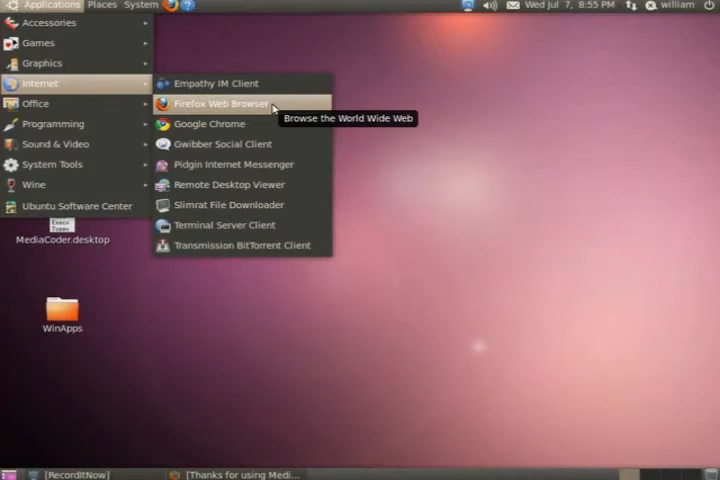 Applications Places System Wed Jul 7, 8:55 PM william
Accessories
Games
Graphics
Internet
Office
Programming
Sound & Video
System Tools
Wine
Ubuntu Software Center
Empathy IM Client
Firefox Web Browser
Browse the World Wide Web
Google Chrome
Gwibber Social Client
Pidgin Internet Messenger
Remote Desktop Viewer
Slimrat File Downloader
Terminal Server Client
Transmission BitTorrent Client
Exec=
Type=
MediaCoder.desktop
WinApps
[RecordItNow] [Thanks for using Medi...